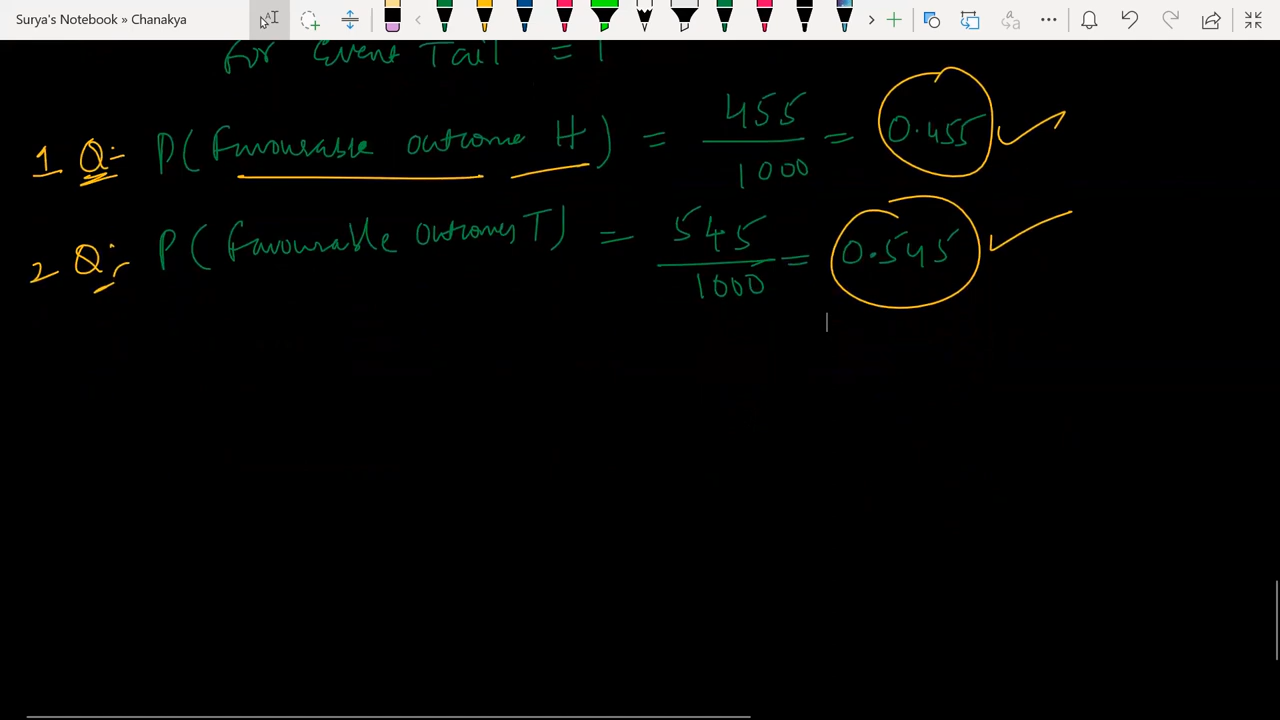 Surya's Notebook » Chanakya
for Event Tail = 1
1 Q:- P(Favourable outcome H) = 455/1000 = 0.455
2 Q:- P(Favourable outcomes T) = 545/1000 = 0.545